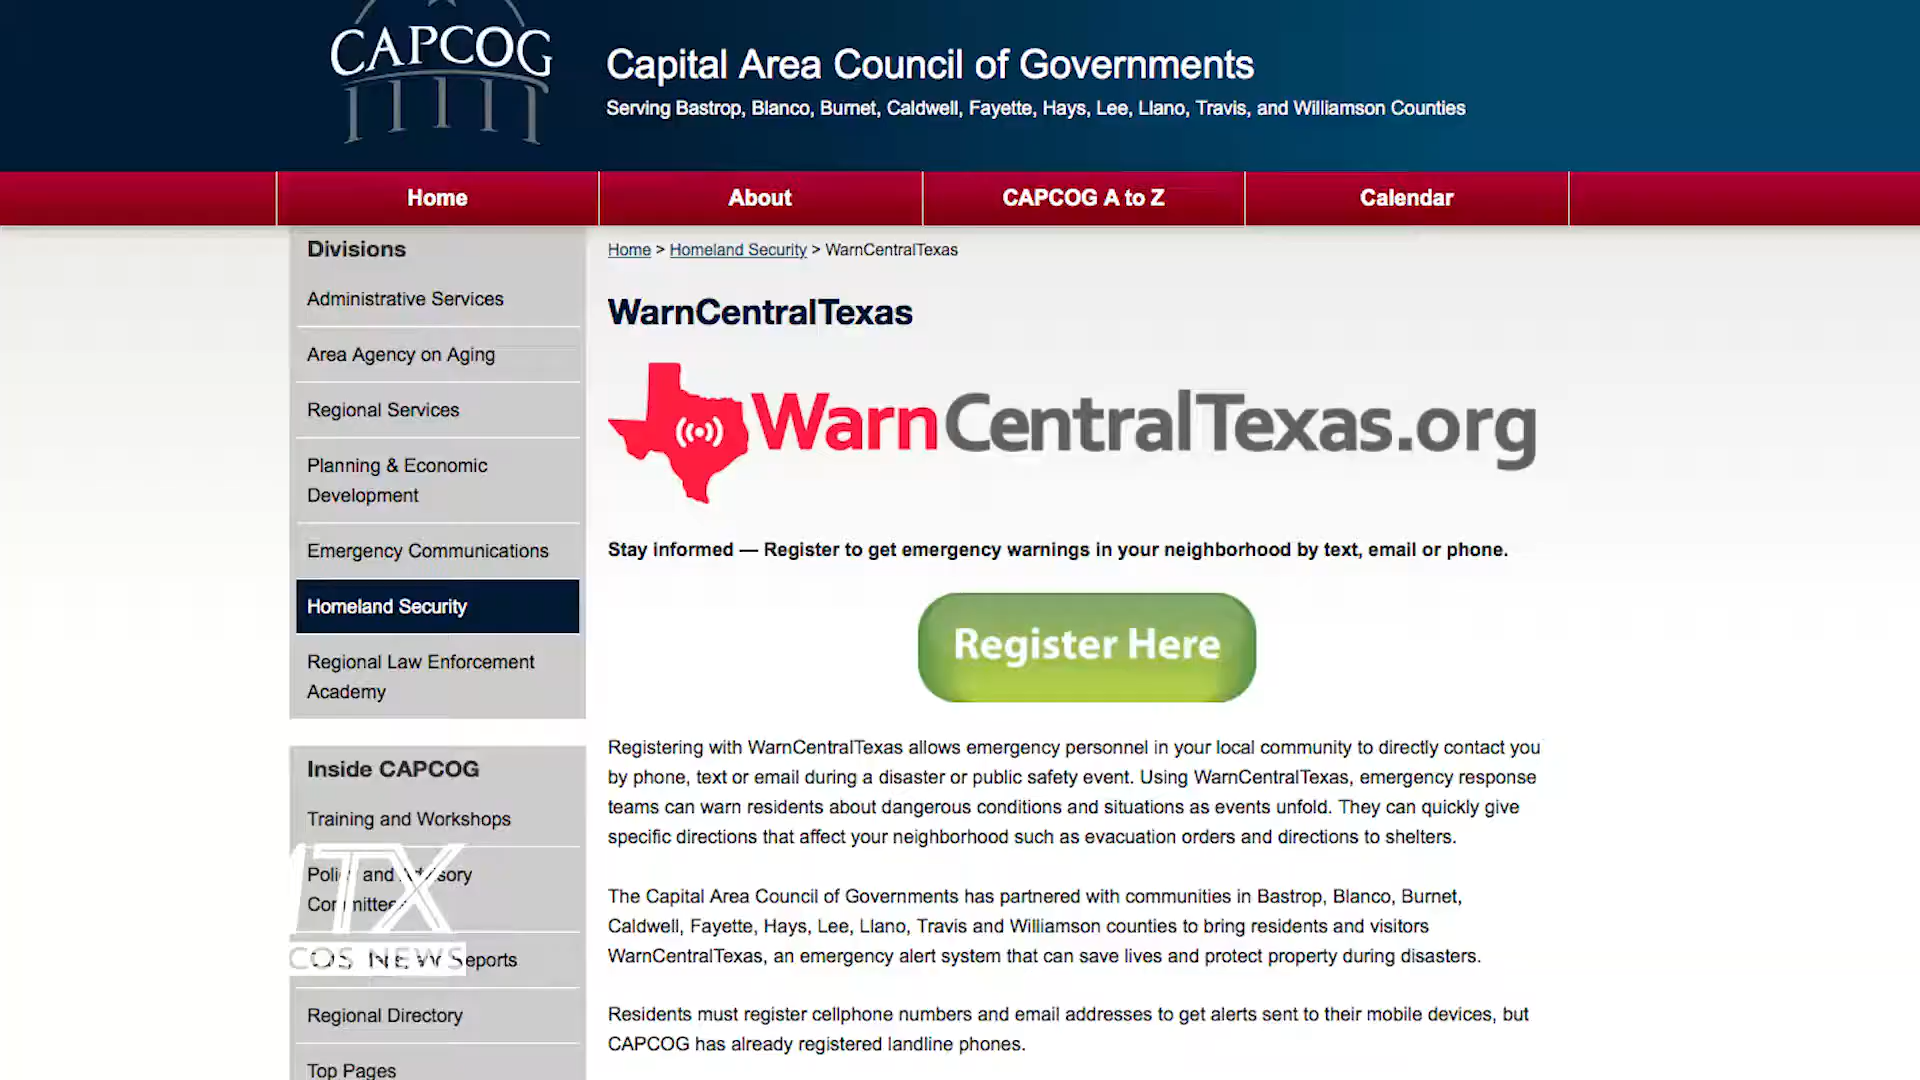 CAPCOG
Capital Area Council of Governments
Serving Bastrop, Blanco, Burnet, Caldwell, Fayette, Hays, Lee, Llano, Travis, and Williamson Counties
Home
About
CAPCOG A to Z
Calendar
Divisions
Administrative Services
Area Agency on Aging
Regional Services
Planning & Economic
Development
Emergency Communications
Homeland Security
Regional Law Enforcement
Academy
Inside CAPCOG
Training and Workshops
Policy and Advisory
Committees
and Reports
Regional Directory
Top Pages
TX
COS NEWS
Home > Homeland Security > WarnCentralTexas
WarnCentralTexas
WarnCentralTexas.org
Stay informed — Register to get emergency warnings in your neighborhood by text, email or phone.
Register Here
Registering with WarnCentralTexas allows emergency personnel in your local community to directly contact you
by phone, text or email during a disaster or public safety event. Using WarnCentralTexas, emergency response
teams can warn residents about dangerous conditions and situations as events unfold. They can quickly give
specific directions that affect your neighborhood such as evacuation orders and directions to shelters.
The Capital Area Council of Governments has partnered with communities in Bastrop, Blanco, Burnet,
Caldwell, Fayette, Hays, Lee, Llano, Travis and Williamson counties to bring residents and visitors
WarnCentralTexas, an emergency alert system that can save lives and protect property during disasters.
Residents must register cellphone numbers and email addresses to get alerts sent to their mobile devices, but
CAPCOG has already registered landline phones.